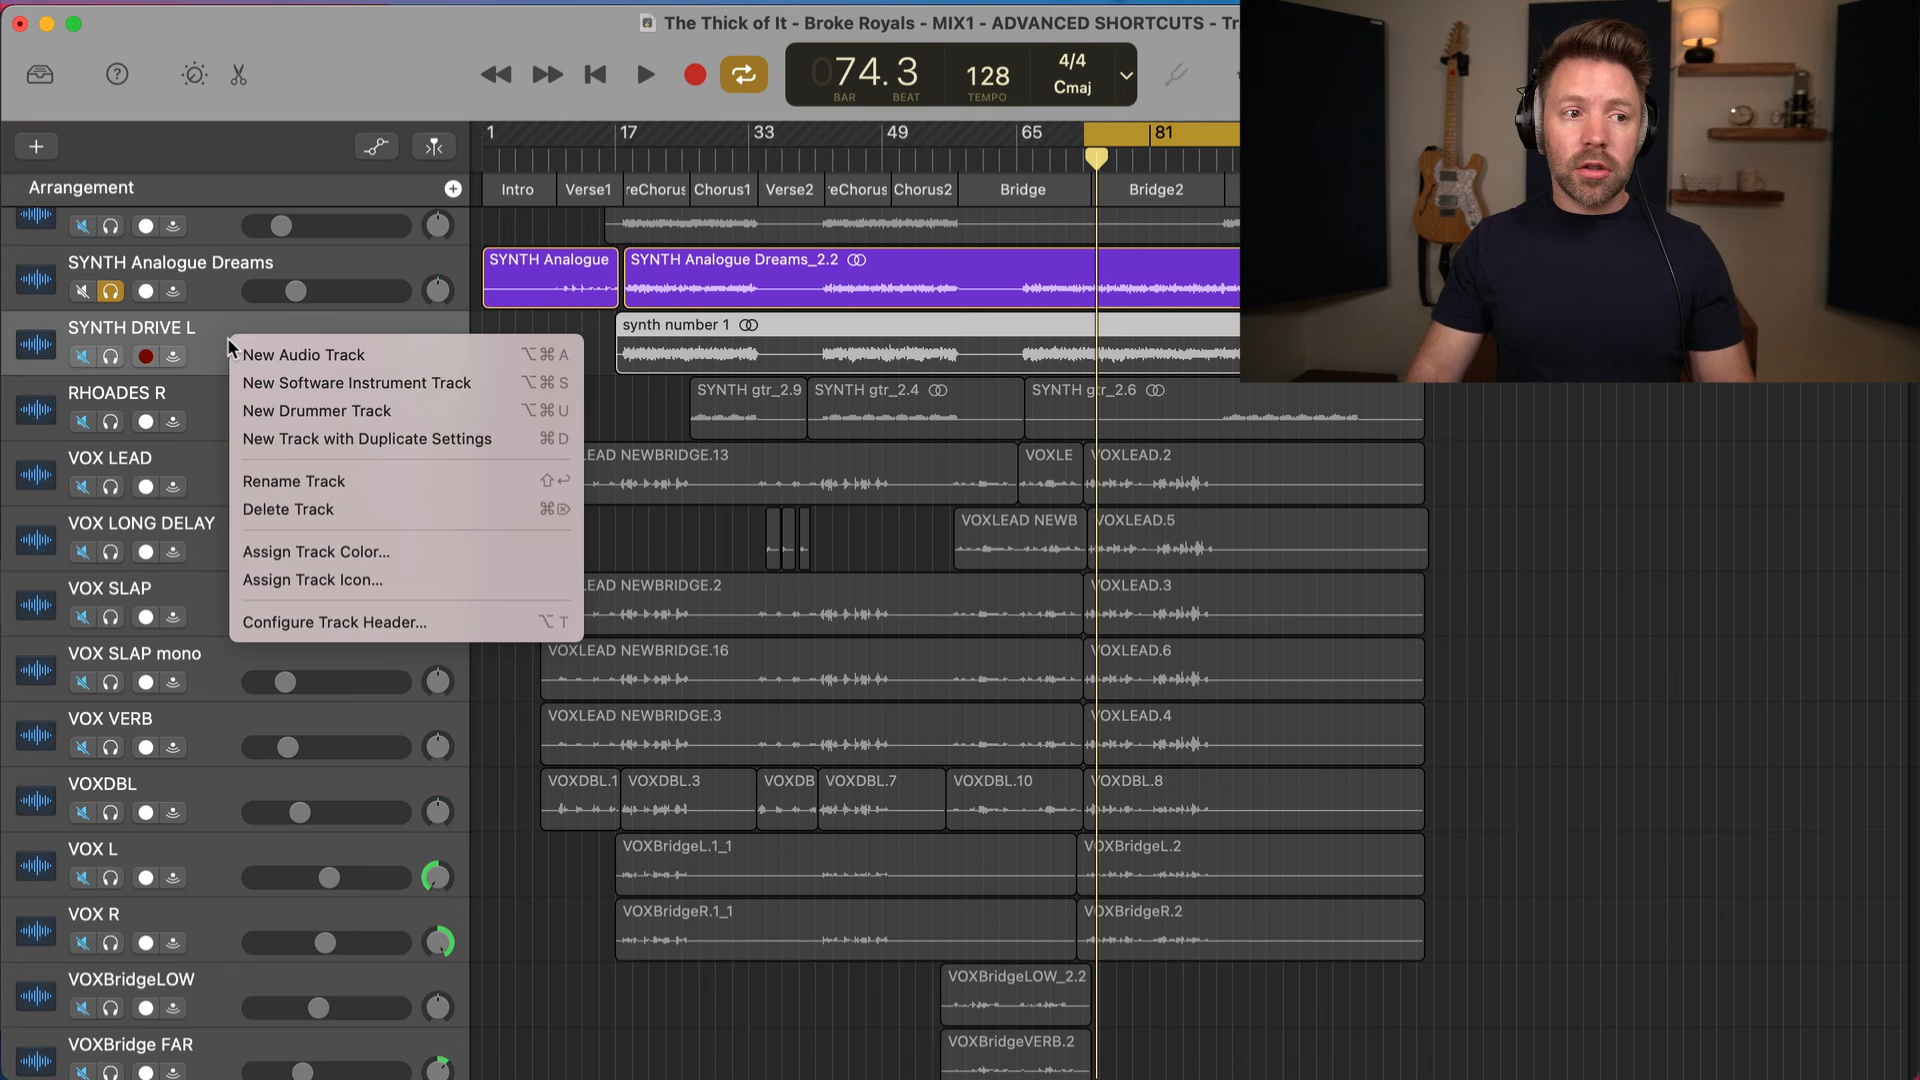 The Thick of It - Broke Royals - MIX1 - ADVANCED SHORTCUTS - Tr
074.3
BAR
BEAT
128
TEMPO
4/4
Cmaj
1
17
33
49
65
81
Arrangement
Intro
Verse1
reChorus
Chorus1
Verse2
eChorus
Chorus2
Bridge
Bridge2
SYNTH Analogue Dreams
SYNTH Analogue
SYNTH Analogue Dreams_2.2
SYNTH DRIVE L
synth number 1
New Audio Track ⌥⌘A
New Software Instrument Track ⌥⌘S
New Drummer Track ⌥⌘U
New Track with Duplicate Settings ⌘D
Rename Track ⇧↩
Delete Track ⌘⌦
Assign Track Color...
Assign Track Icon...
Configure Track Header... ⌥T
RHOADES R
SYNTH gtr_2.9
SYNTH gtr_2.4
SYNTH gtr_2.6
VOX LEAD
LEAD NEWBRIDGE.13
VOXLE
VOXLEAD.2
VOX LONG DELAY
VOXLEAD NEWB
VOXLEAD.5
VOX SLAP
LEAD NEWBRIDGE.2
VOXLEAD.3
VOX SLAP mono
VOXLEAD NEWBRIDGE.16
VOXLEAD.6
VOX VERB
VOXLEAD NEWBRIDGE.3
VOXLEAD.4
VOXDBL
VOXDBL.1
VOXDBL.3
VOXDB
VOXDBL.7
VOXDBL.10
VOXDBL.8
VOX L
VOXBridgeL.1_1
VOXBridgeL.2
VOX R
VOXBridgeR.1_1
VOXBridgeR.2
VOXBridgeLOW
VOXBridgeLOW_2.2
VOXBridge FAR
VOXBridgeVERB.2